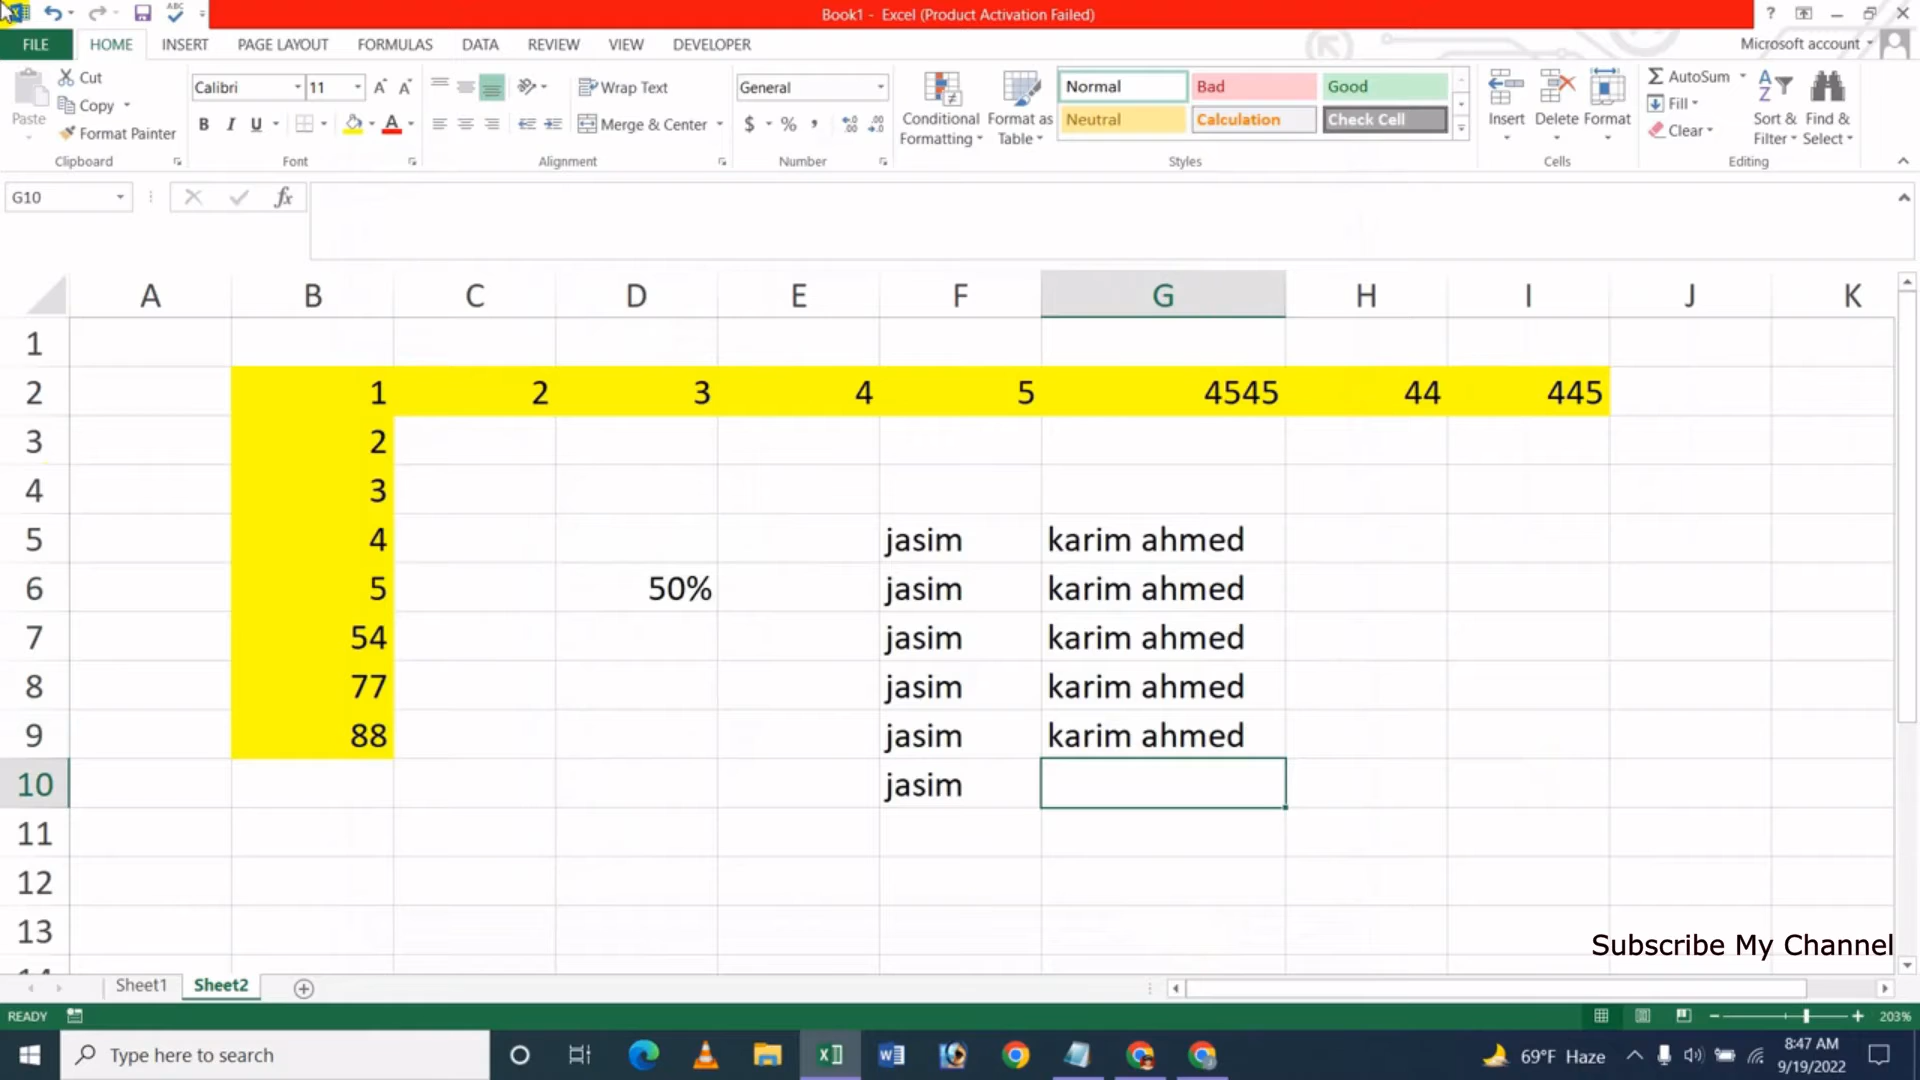 Book1 - Excel (Product Activation Failed)
FILE HOME INSERT PAGE LAYOUT FORMULAS DATA REVIEW VIEW DEVELOPER Microsoft account
Paste Cut Copy Format Painter Clipboard
Calibri 11 B I U A Font
Wrap Text Merge & Center Alignment
General $ % , Number
Conditional Formatting Format as Table
Normal Bad Good
Neutral Calculation Check Cell
Styles
Insert Delete Format Cells
AutoSum Fill Clear Sort & Filter Find & Select Editing
G10 fx
A B C D E F G H I J K
1
2 1 2 3 4 5 4545 44 445
3 2
4 3
5 4 jasim karim ahmed
6 5 50% jasim karim ahmed
7 54 jasim karim ahmed
8 77 jasim karim ahmed
9 88 jasim karim ahmed
10 jasim
11
12
13
Subscribe My Channel
14
Sheet1 Sheet2
READY 203%
Type here to search 69°F Haze 8:47 AM
9/19/2022